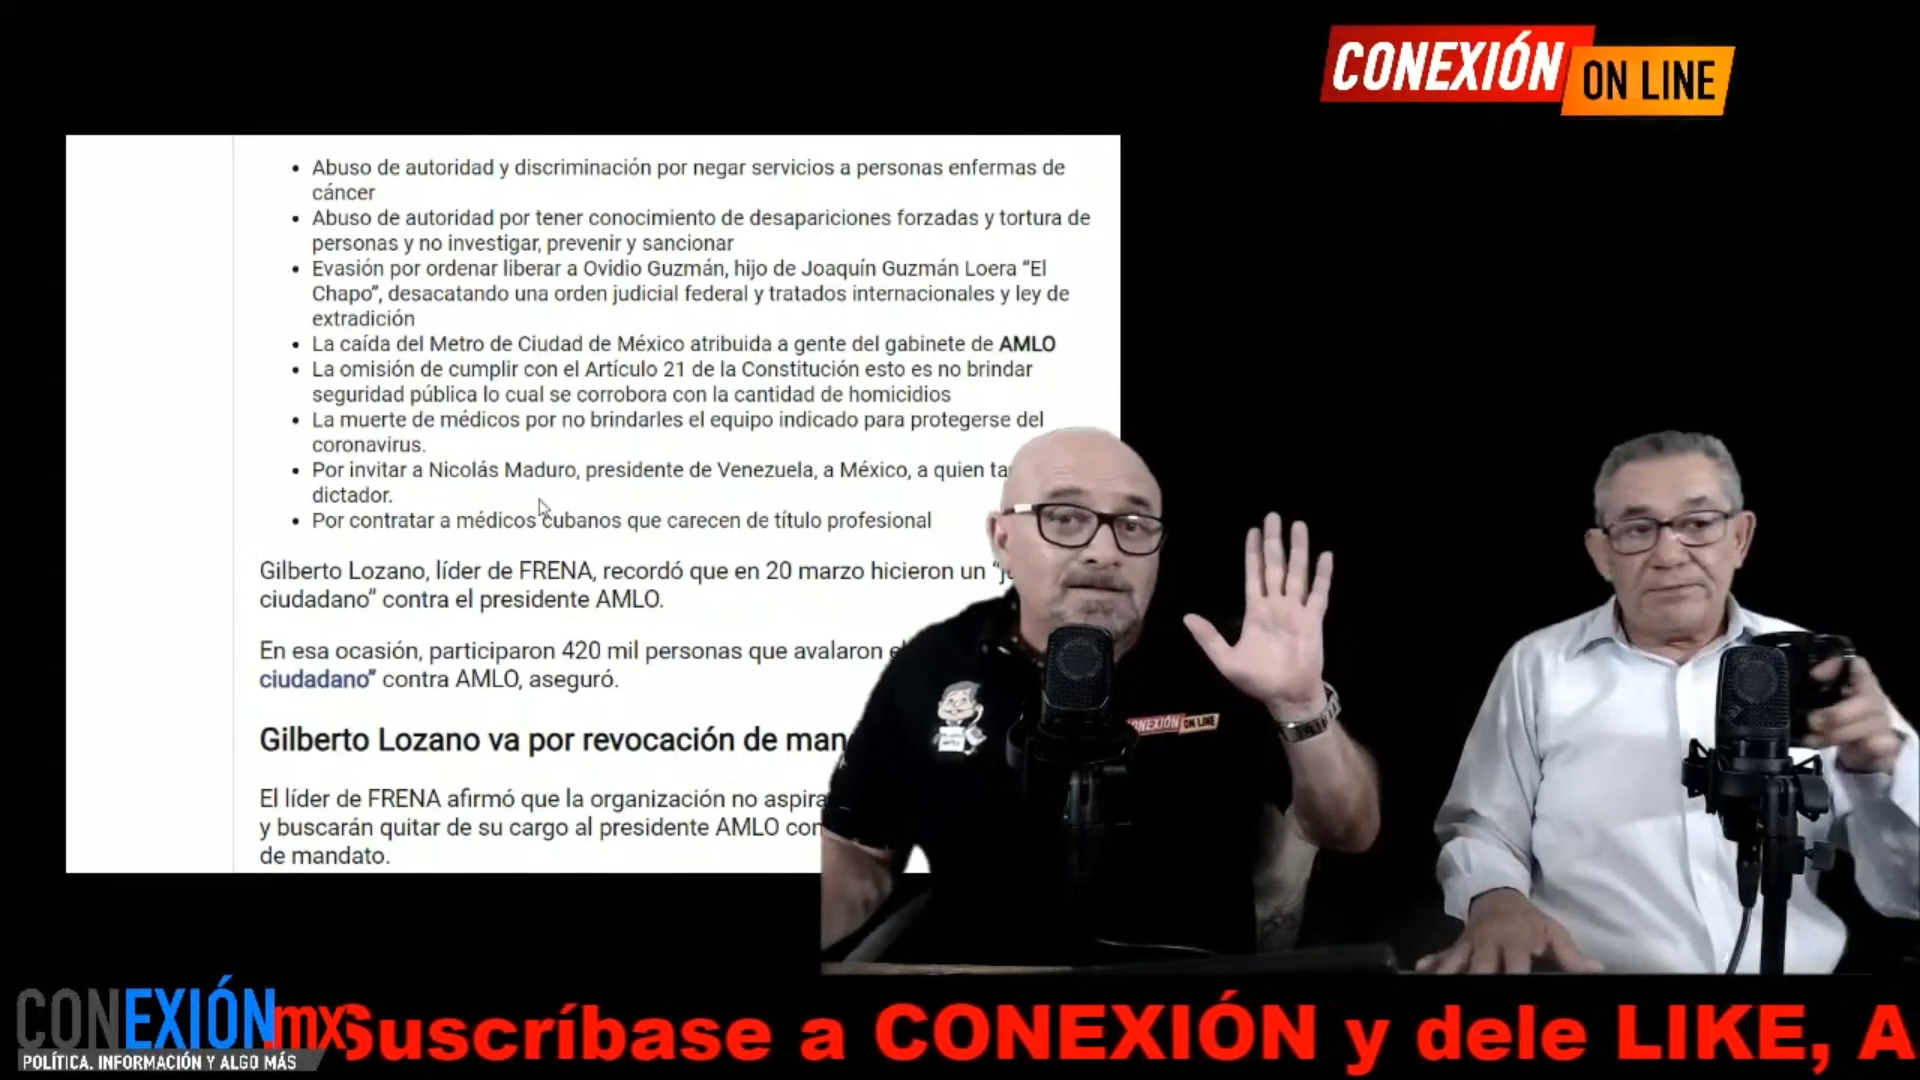 CONEXIÓN
ON LINE
• Abuso de autoridad y discriminación por negar servicios a personas enfermas de
cáncer
• Abuso de autoridad por tener conocimiento de desapariciones forzadas y tortura de
personas y no investigar, prevenir y sancionar
• Evasión por ordenar liberar a Ovidio Guzmán, hijo de Joaquín Guzmán Loera “El
Chapo”, desacatando una orden judicial federal y tratados internacionales y ley de
extradición
• La caída del Metro de Ciudad de México atribuida a gente del gabinete de AMLO
• La omisión de cumplir con el Artículo 21 de la Constitución esto es no brindar
seguridad pública lo cual se corrobora con la cantidad de homicidios
• La muerte de médicos por no brindarles el equipo indicado para protegerse del
coronavirus.
• Por invitar a Nicolás Maduro, presidente de Venezuela, a México, a quien
dictador.
• Por contratar a médicos cubanos que carecen de título profesional
Gilberto Lozano, líder de FRENA, recordó que en 20 marzo hicieron un
ciudadano” contra el presidente AMLO.
En esa ocasión, participaron 420 mil personas que avalaron
ciudadano” contra AMLO, aseguró.
Gilberto Lozano va por revocación de man
El líder de FRENA afirmó que la organización no aspira
y buscarán quitar de su cargo al presidente AMLO con
de mandato.
CONEXIÓN ON LINE
CONEXIÓN.mx
POLÍTICA. INFORMACIÓN Y ALGO MÁS
Suscríbase a CONEXIÓN y dele LIKE, A